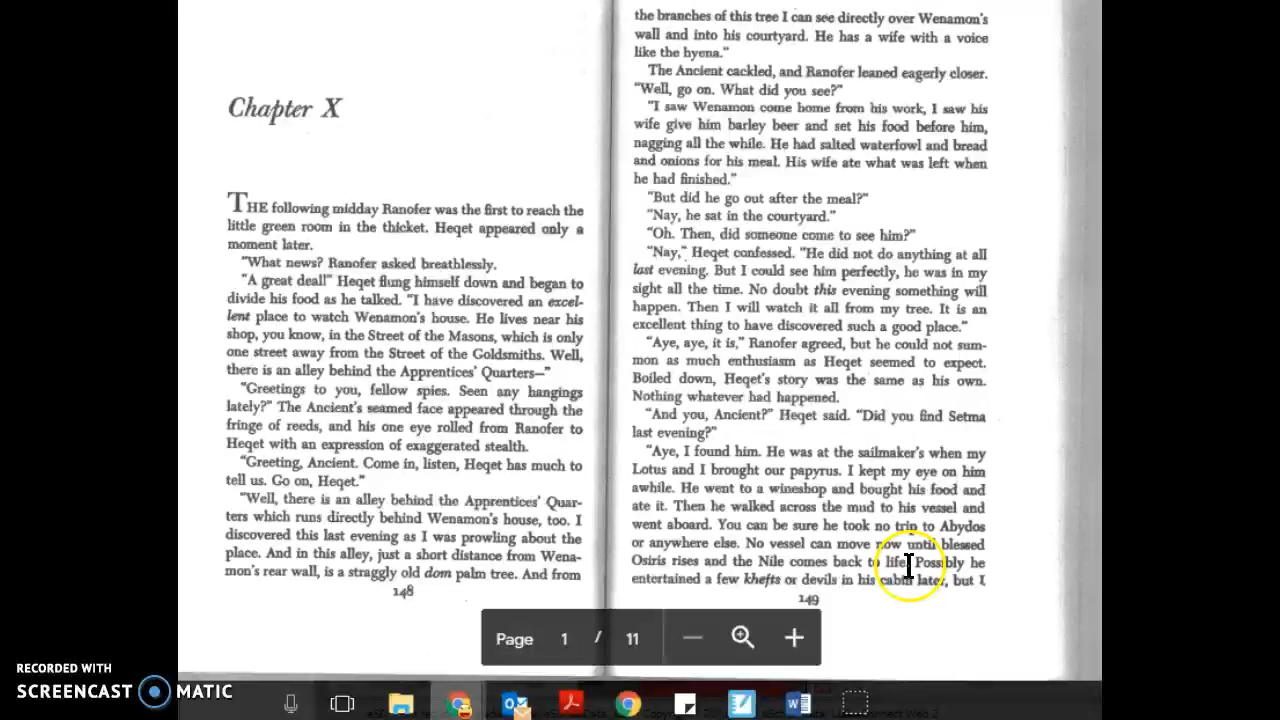 Chapter X
THE following midday Ranofer was the first to reach the
little green room in the thicket. Heqet appeared only a
moment later.
"What news? Ranofer asked breathlessly.
"A great deal!" Heqet flung himself down and began to
divide his food as he talked. "I have discovered an excel-
lent place to watch Wenamon's house. He lives near his
shop, you know, in the Street of the Masons, which is only
one street away from the Street of the Goldsmiths. Well,
there is an alley behind the Apprentices' Quarters—"
"Greetings to you, fellow spies. Seen any hangings
lately?" The Ancient's seamed face appeared through the
fringe of reeds, and his one eye rolled from Ranofer to
Heqet with an expression of exaggerated stealth.
"Greeting, Ancient. Come in, listen, Heqet has much to
tell us. Go on, Heqet."
"Well, there is an alley behind the Apprentices' Quar-
ters which runs directly behind Wenamon's house, too. I
discovered this last evening as I was prowling about the
place. And in this alley, just a short distance from Wena-
mon's rear wall, is a straggly old dom palm tree. And from
148
the branches of this tree I can see directly over Wenamon's
wall and into his courtyard. He has a wife with a voice
like the hyena."
The Ancient cackled, and Ranofer leaned eagerly closer.
"Well, go on. What did you see?"
"I saw Wenamon come home from his work, I saw his
wife give him barley beer and set his food before him,
nagging all the while. He had salted waterfowl and bread
and onions for his meal. His wife ate what was left when
he had finished."
"But did he go out after the meal?"
"Nay, he sat in the courtyard."
"Oh. Then, did someone come to see him?"
"Nay," Heqet confessed. "He did not do anything at all
last evening. But I could see him perfectly, he was in my
sight all the time. No doubt this evening something will
happen. Then I will watch it all from my tree. It is an
excellent thing to have discovered such a good place."
"Aye, aye, it is," Ranofer agreed, but he could not sum-
mon as much enthusiasm as Heqet seemed to expect.
Boiled down, Heqet's story was the same as his own.
Nothing whatever had happened.
"And you, Ancient?" Heqet said. "Did you find Setma
last evening?"
"Aye, I found him. He was at the sailmaker's when my
Lotus and I brought our papyrus. I kept my eye on him
awhile. He went to a wineshop and bought his food and
ate it. Then he walked across the mud to his vessel and
went aboard. You can be sure he took no trip to Abydos
or anywhere else. No vessel can move now until blessed
Osiris rises and the Nile comes back to life. Possibly he
entertained a few khefts or devils in his cabin later, but I
149
Page 1 / 11
RECORDED WITH
SCREENCAST MATIC